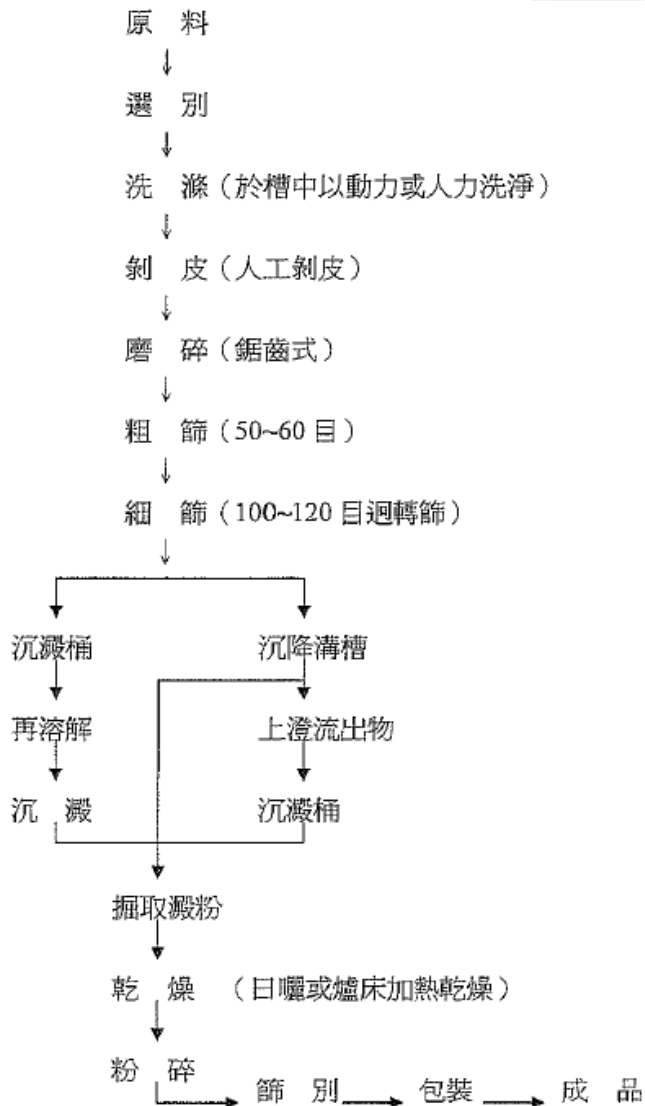 原 料
選 別
洗 滌（於槽中以動力或人力洗淨）
剝 皮（人工剝皮）
磨 碎（鋸齒式）
粗 篩（50~60 目）
細 篩（100~120 目迴轉篩）
沉澱桶 沉降溝槽
再溶解 上澄流出物
沉 澱 沉澱桶
掘取澱粉
乾 燥 （日曬或爐床加熱乾燥）
粉 碎
篩 別 包裝 成 品